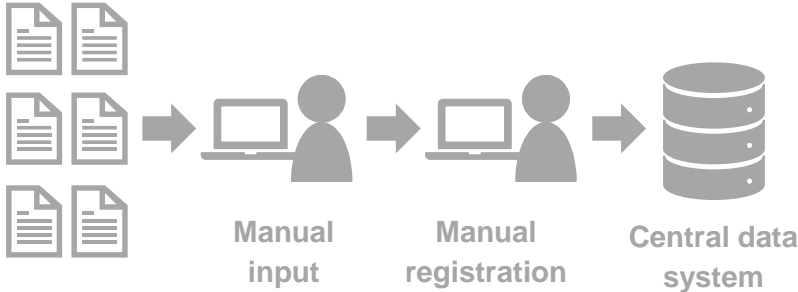 Manual
input
Manual
registration
Central data
system